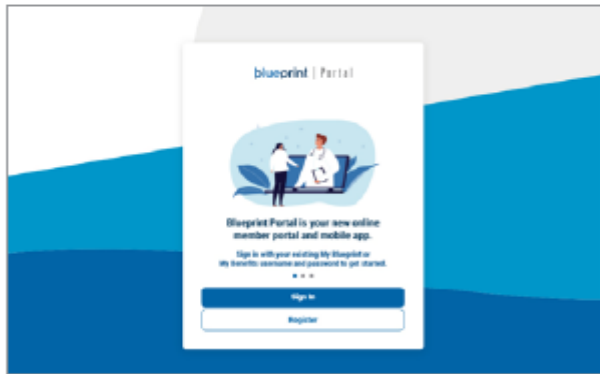 blueprint | Portal
Blueprint Portal is your new online
member portal and mobile app.
Sign in with your existing My Blueprint or
My Benefits username and password to get started.
Sign In
Register